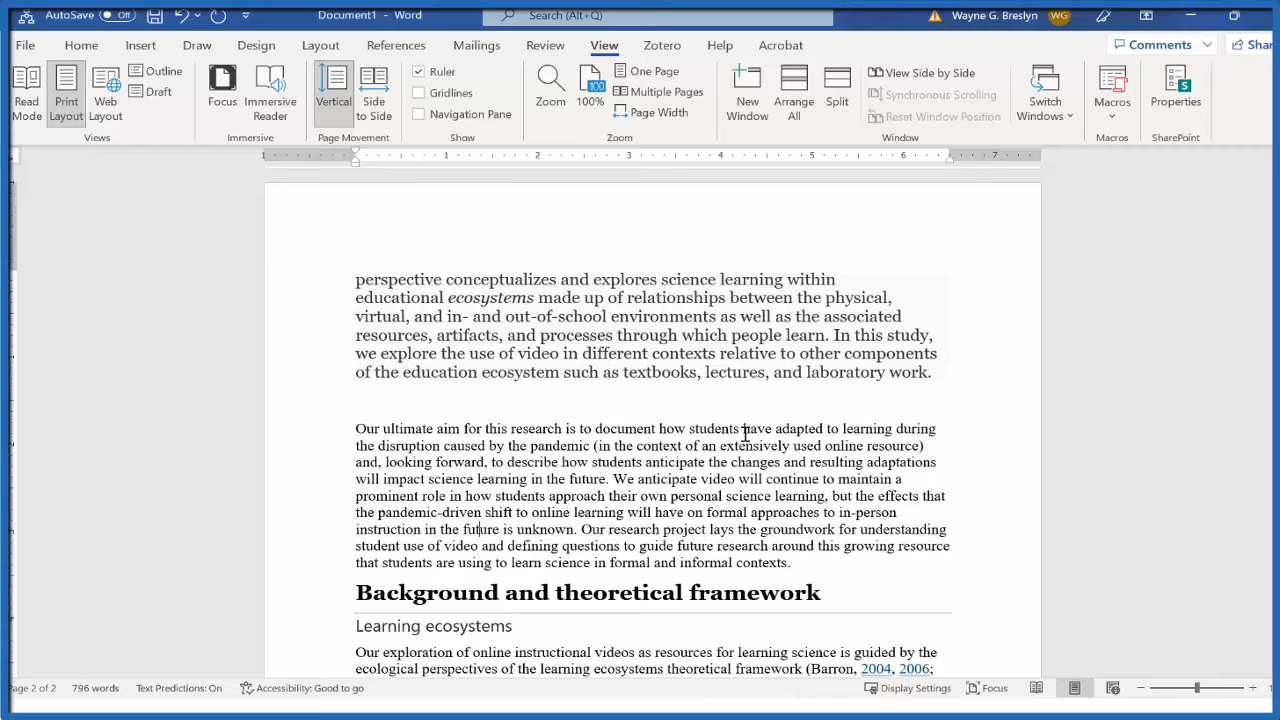 AutoSave Off Document1 - Word Search (Alt+Q) Wayne G. Breslyn WG
File Home Insert Draw Design Layout References Mailings Review View Zotero Help Acrobat Comments
Read Mode
Print Layout
Web Layout
Outline
Draft
Views
Focus
Immersive Reader
Immersive
Vertical
Side to Side
Page Movement
Ruler
Gridlines
Navigation Pane
Show
Zoom
100
100%
One Page
Multiple Pages
Page Width
Zoom
New Window
Arrange All
Split
View Side by Side
Synchronous Scrolling
Reset Window Position
Window
Switch Windows
Macros
Macros
Properties
SharePoint
1 1 2 3 4 5 6 7
perspective conceptualizes and explores science learning within
educational ecosystems made up of relationships between the physical,
virtual, and in- and out-of-school environments as well as the associated
resources, artifacts, and processes through which people learn. In this study,
we explore the use of video in different contexts relative to other components
of the education ecosystem such as textbooks, lectures, and laboratory work.
Our ultimate aim for this research is to document how students have adapted to learning during
the disruption caused by the pandemic (in the context of an extensively used online resource)
and, looking forward, to describe how students anticipate the changes and resulting adaptations
will impact science learning in the future. We anticipate video will continue to maintain a
prominent role in how students approach their own personal science learning, but the effects that
the pandemic-driven shift to online learning will have on formal approaches to in-person
instruction in the future is unknown. Our research project lays the groundwork for understanding
student use of video and defining questions to guide future research around this growing resource
that students are using to learn science in formal and informal contexts.
Background and theoretical framework
Learning ecosystems
Our exploration of online instructional videos as resources for learning science is guided by the
ecological perspectives of the learning ecosystems theoretical framework (Barron, 2004, 2006;
Page 2 of 2 796 words Text Predictions: On Accessibility: Good to go Display Settings Focus